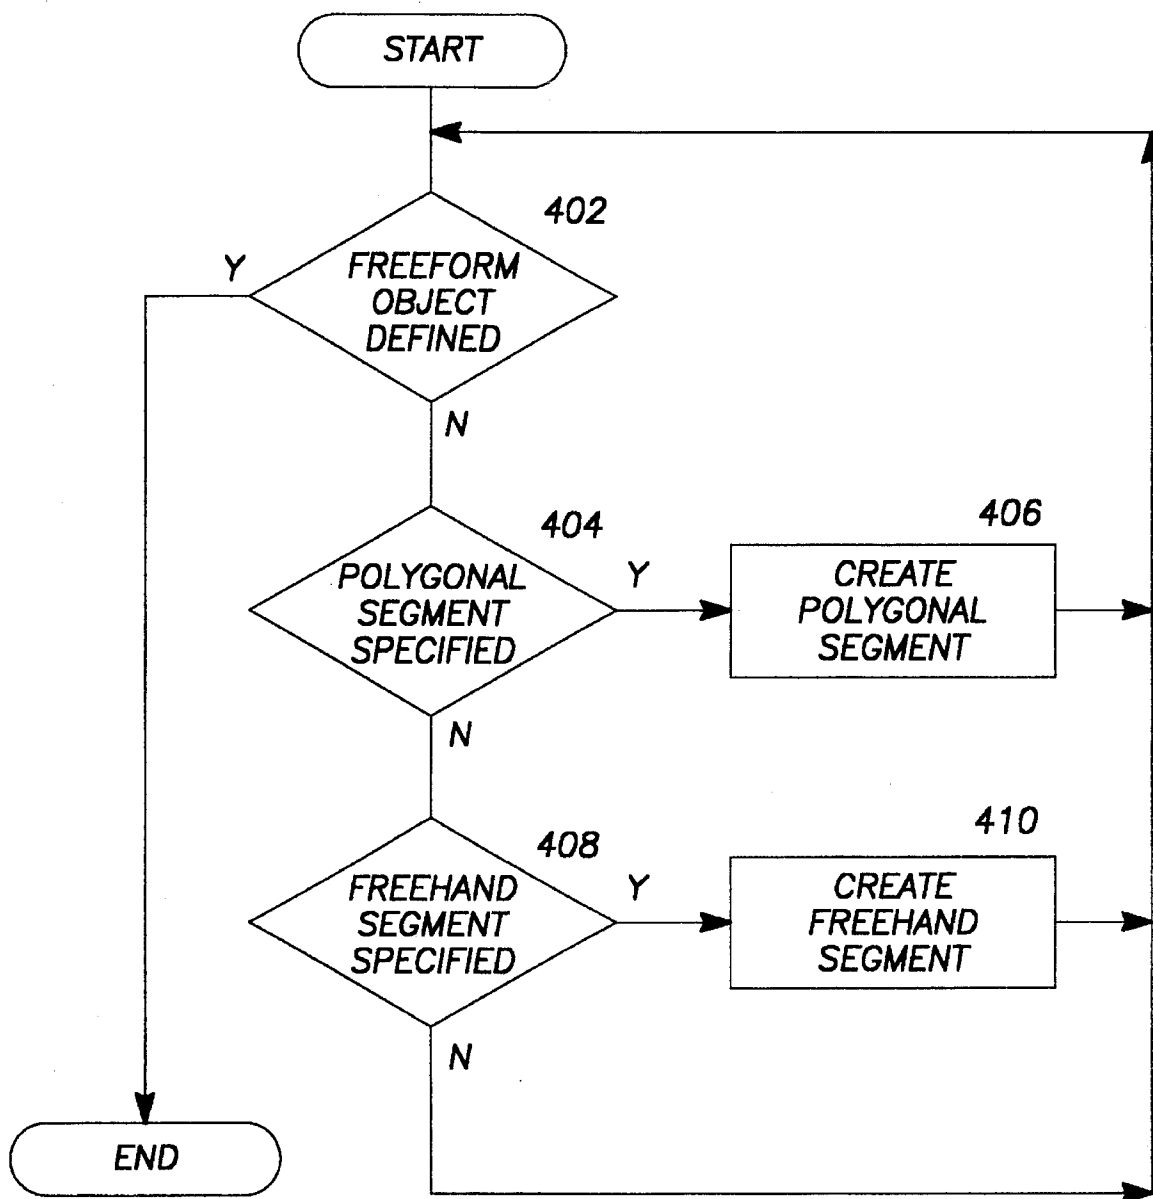 START
402
Y
FREEFORM
OBJECT
DEFINED
N
404
POLYGONAL
SEGMENT
SPECIFIED
Y
406
CREATE
POLYGONAL
SEGMENT
N
408
FREEHAND
SEGMENT
SPECIFIED
Y
410
CREATE
FREEHAND
SEGMENT
N
END